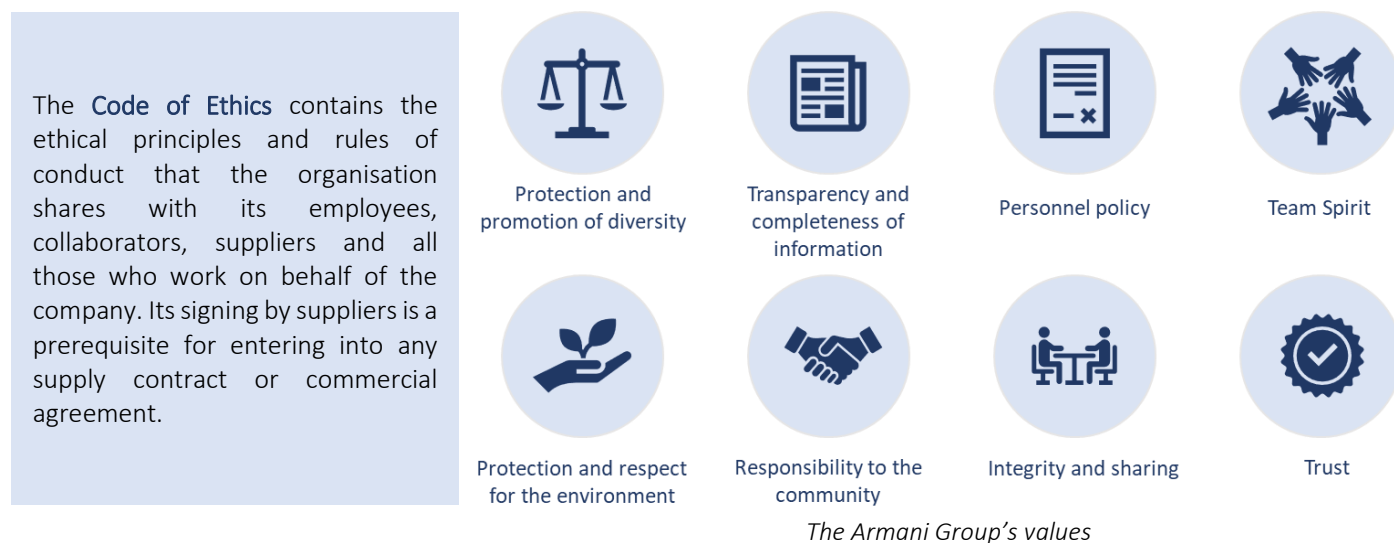 The Code of Ethics contains the
ethical principles and rules of
conduct that the organisation
shares with its employees,
collaborators, suppliers and all
those who work on behalf of the
company. Its signing by suppliers is a
prerequisite for entering into any
supply contract or commercial
agreement.
Protection and
promotion of diversity
Transparency and
completeness of
information
Personnel policy
Team Spirit
Protection and respect
for the environment
Responsibility to the
community
Integrity and sharing
Trust
The Armani Group's values